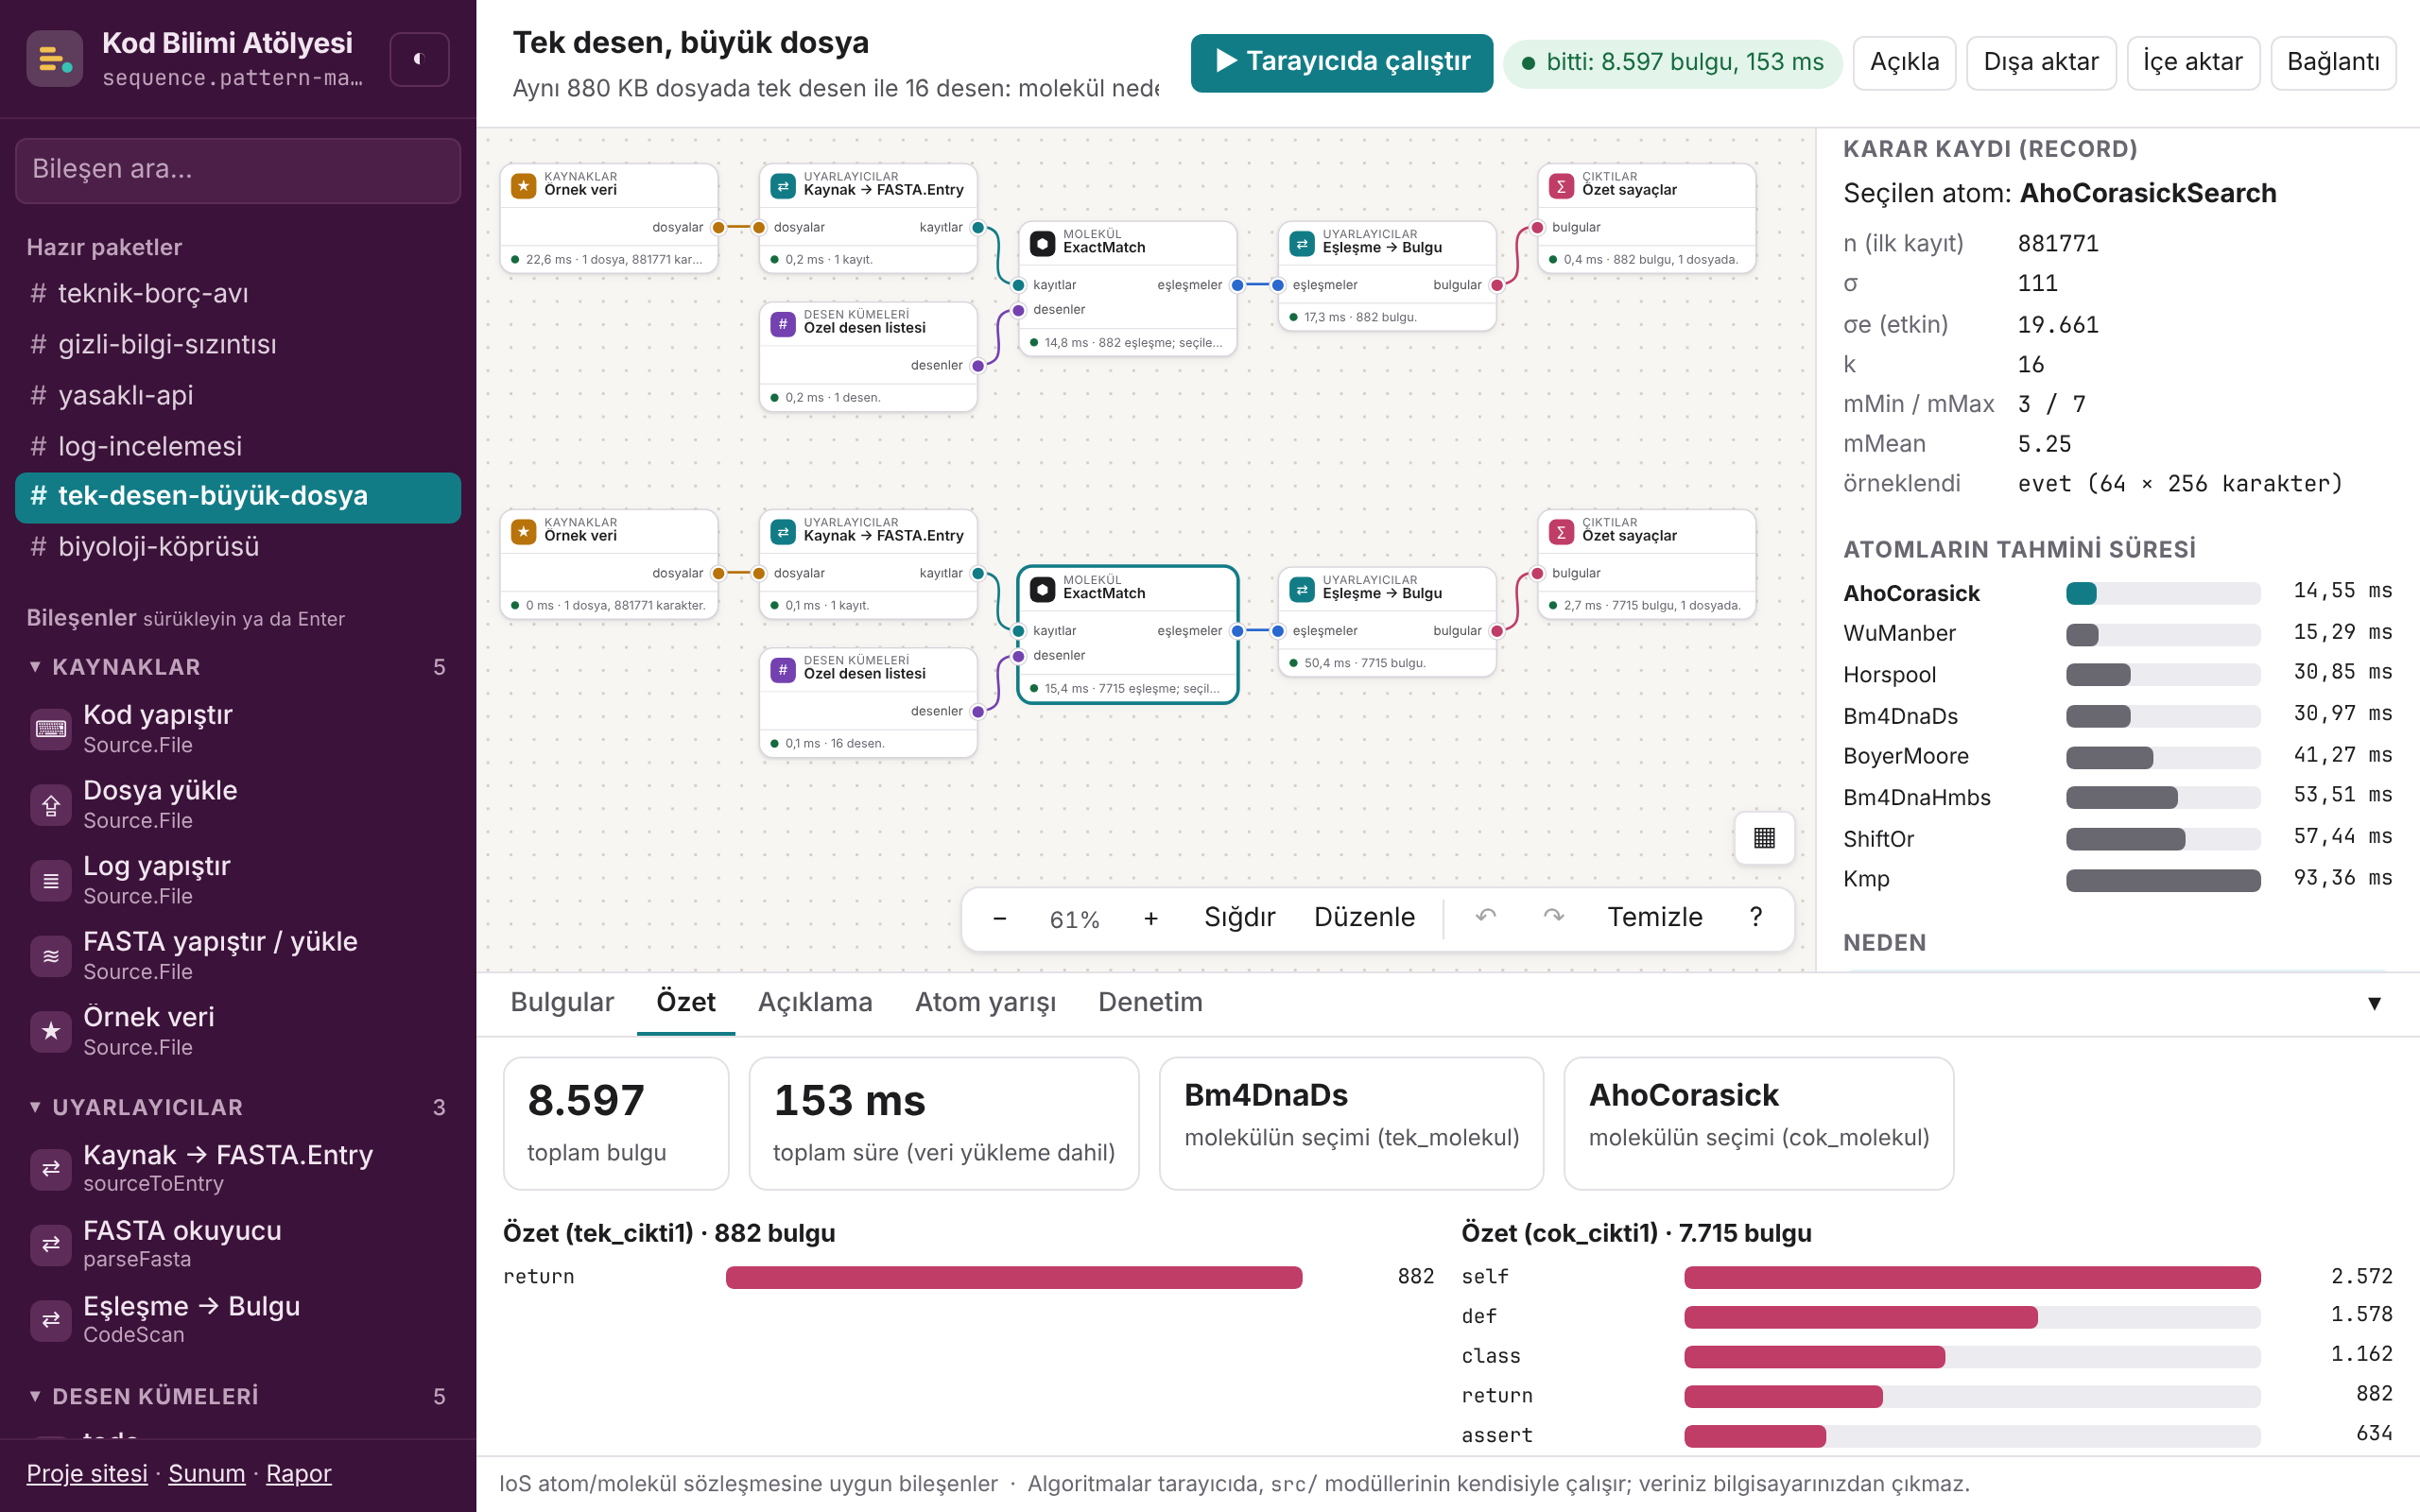 Kod Bilimi Atölyesi
sequence.pattern-ma…
Bileşen ara…
Hazır paketler
# teknik-borç-avı
# gizli-bilgi-sızıntısı
# yasaklı-api
# log-incelemesi
# tek-desen-büyük-dosya
# biyoloji-köprüsü
Bileşenler sürükleyin ya da Enter
▼ KAYNAKLAR 5
Kod yapıştır
Source.File
Dosya yükle
Source.File
Log yapıştır
Source.File
FASTA yapıştır / yükle
Source.File
Örnek veri
Source.File
▼ UYARLAYICILAR 3
Kaynak → FASTA.Entry
sourceToEntry
FASTA okuyucu
parseFasta
Eşleşme → Bulgu
CodeScan
▼ DESEN KÜMELERİ 5
Proje sitesi · Sunum · Rapor
Tek desen, büyük dosya
Aynı 880 KB dosyada tek desen ile 16 desen: molekül nede
▶ Tarayıcıda çalıştır
bitti: 8.597 bulgu, 153 ms
Açıkla
Dışa aktar
İçe aktar
Bağlantı
KAYNAKLAR
Örnek veri
dosyalar
22,6 ms · 1 dosya, 881771 kar…
UYARLAYICILAR
Kaynak → FASTA.Entry
dosyalar kayıtlar
0,2 ms · 1 kayıt.
DESEN KÜMELERİ
Özel desen listesi
desenler
0,2 ms · 1 desen.
MOLEKÜL
ExactMatch
kayıtlar eşleşmeler
desenler
14,8 ms · 882 eşleşme; seçile…
UYARLAYICILAR
Eşleşme → Bulgu
eşleşmeler bulgular
17,3 ms · 882 bulgu.
ÇIKTILAR
Özet sayaçlar
bulgular
0,4 ms · 882 bulgu, 1 dosyada.
KAYNAKLAR
Örnek veri
dosyalar
0 ms · 1 dosya, 881771 karakter.
UYARLAYICILAR
Kaynak → FASTA.Entry
dosyalar kayıtlar
0,1 ms · 1 kayıt.
DESEN KÜMELERİ
Özel desen listesi
desenler
0,1 ms · 16 desen.
MOLEKÜL
ExactMatch
kayıtlar eşleşmeler
desenler
15,4 ms · 7715 eşleşme; seçil…
UYARLAYICILAR
Eşleşme → Bulgu
eşleşmeler bulgular
50,4 ms · 7715 bulgu.
ÇIKTILAR
Özet sayaçlar
bulgular
2,7 ms · 7715 bulgu, 1 dosyada.
− 61% + Sığdır Düzenle ↶ ↷ Temizle ?
KARAR KAYDI (RECORD)
Seçilen atom: AhoCorasickSearch
n (ilk kayıt) 881771
σ 111
σe (etkin) 19.661
k 16
mMin / mMax 3 / 7
mMean 5.25
örneklendi evet (64 × 256 karakter)
ATOMLARIN TAHMİNİ SÜRESİ
AhoCorasick 14,55 ms
WuManber 15,29 ms
Horspool 30,85 ms
Bm4DnaDs 30,97 ms
BoyerMoore 41,27 ms
Bm4DnaHmbs 53,51 ms
ShiftOr 57,44 ms
Kmp 93,36 ms
NEDEN
Bulgular Özet Açıklama Atom yarışı Denetim ▼
8.597
toplam bulgu
153 ms
toplam süre (veri yükleme dahil)
Bm4DnaDs
molekülün seçimi (tek_molekul)
AhoCorasick
molekülün seçimi (cok_molekul)
Özet (tek_cikti1) · 882 bulgu
return 882
Özet (cok_cikti1) · 7.715 bulgu
self 2.572
def 1.578
class 1.162
return 882
assert 634
IoS atom/molekül sözleşmesine uygun bileşenler · Algoritmalar tarayıcıda, src/ modüllerinin kendisiyle çalışır; veriniz bilgisayarınızdan çıkmaz.